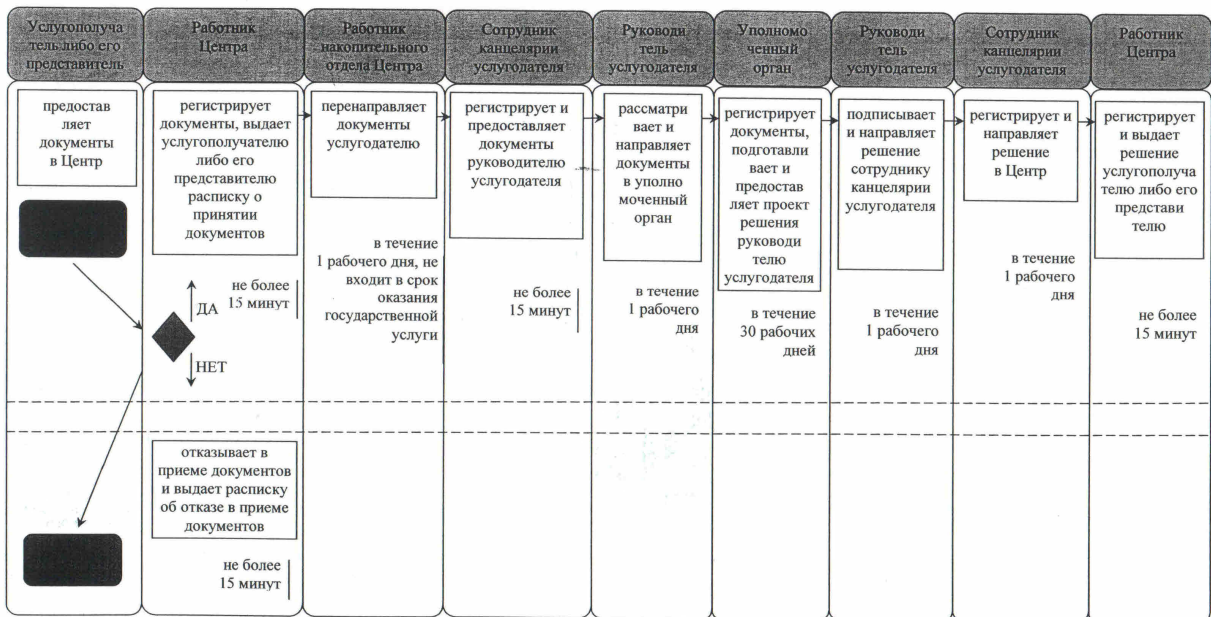 Услугополуча
тель либо его
представитель
Работник
Центра
Работник
накопительного
отдела Центра
Сотрудник
канцелярии
услугодателя
Руководи
тель
услугодателя
Уполномо
ченный
орган
Руководи
тель
услугодателя
Сотрудник
канцелярии
услугодателя
Работник
Центра
предостав
ляет
документы
в Центр
регистрирует
документы, выдает
услугополучателю
либо его
представителю
расписку о
принятии
документов
не более
15 минут
ДА
НЕТ
перенаправляет
документы
услугодателю
в течение
1 рабочего дня, не
входит в срок
оказания
государственной
услуги
регистрирует и
предоставляет
документы
руководителю
услугодателя
не более
15 минут
рассматри
вает и
направляет
документы
в уполно
моченный
орган
в течение
1 рабочего
дня
регистрирует
документы,
подготавли
вает и
предостав
ляет проект
решения
руководи
телю
услугодателя
в течение
30 рабочих
дней
подписывает
и направляет
решение
сотруднику
канцелярии
услугодателя
в течение
1 рабочего
дня
регистрирует и
направляет
решение
в Центр
в течение
1 рабочего
дня
регистрирует
и выдает
решение
услугополуча
телю либо его
представи
телю
не более
15 минут
отказывает в
приеме документов
и выдает расписку
об отказе в приеме
документов
не более
15 минут